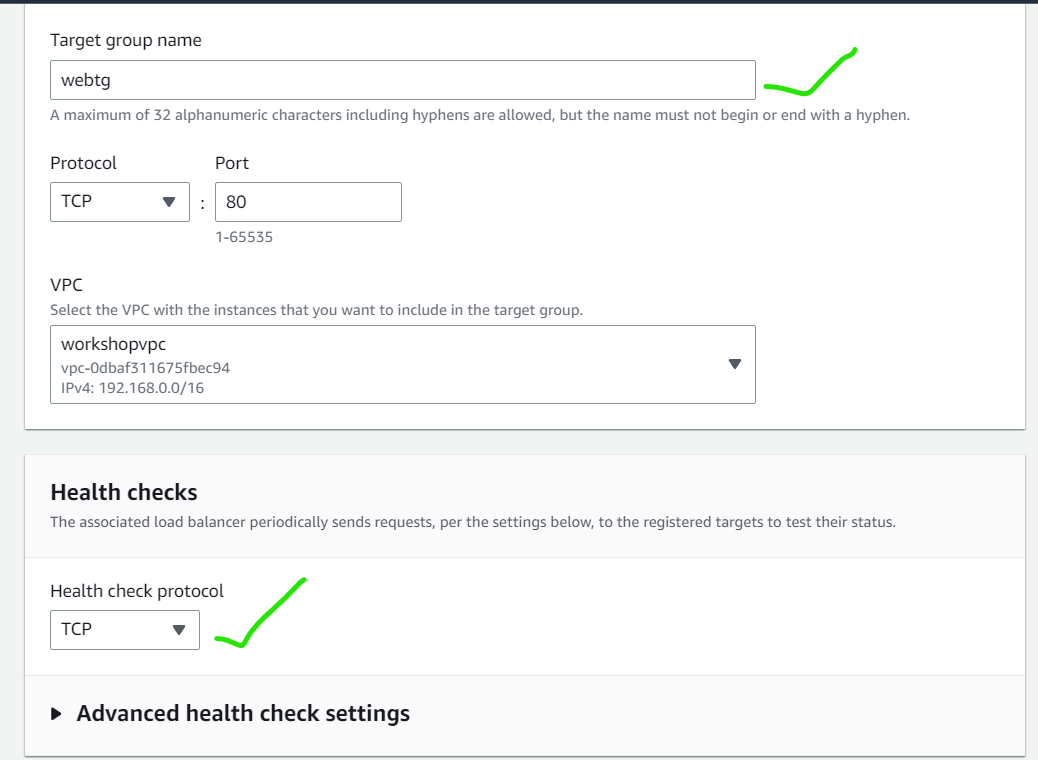 Target group name
webtg
A maximum of 32 alphanumeric characters including hyphens are allowed, but the name must not begin or end with a hyphen.
Protocol Port
TCP : 80
1-65535
VPC
Select the VPC with the instances that you want to include in the target group.
workshopvpc
vpc-0dbaf311675fbec94
IPv4: 192.168.0.0/16
Health checks
The associated load balancer periodically sends requests, per the settings below, to the registered targets to test their status.
Health check protocol
TCP
Advanced health check settings